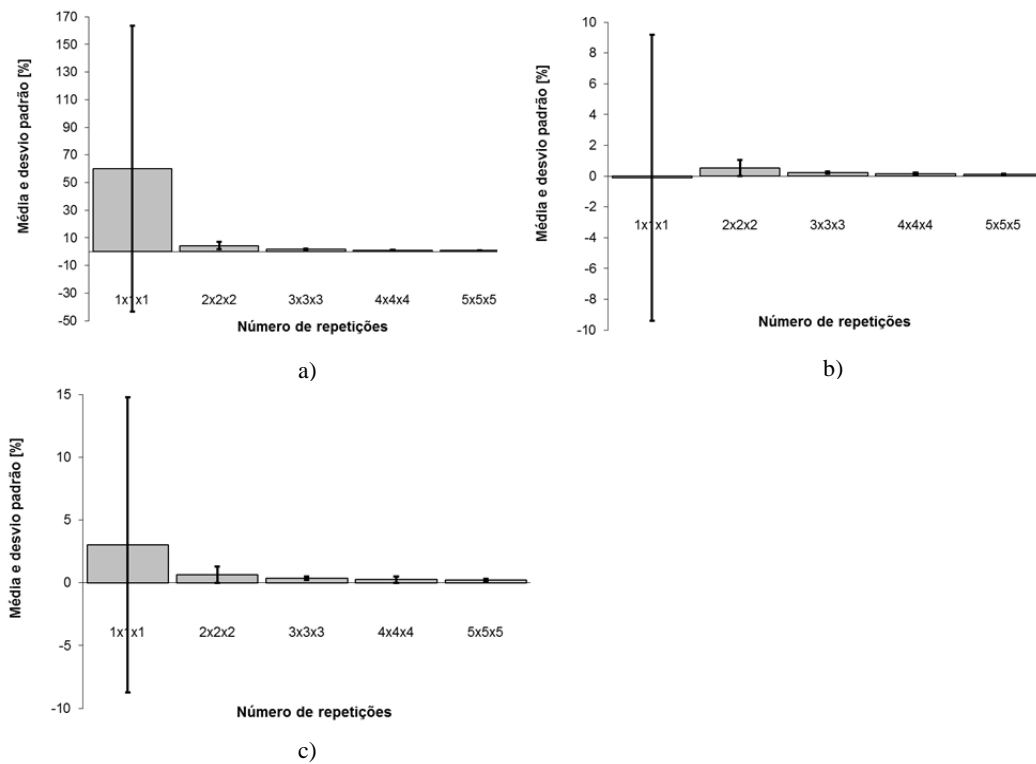 Média e desvio padrão [%]
170
150
130
110
90
70
50
30
10
-10
-30
-50
1x1x1 2x2x2 3x3x3 4x4x4 5x5x5
Número de repetições
a)
Média e desvio padrão [%]
10
8
6
4
2
0
-2
-4
-6
-8
-10
1x1x1 2x2x2 3x3x3 4x4x4 5x5x5
Número de repetições
b)
Média e desvio padrão [%]
15
10
5
0
-5
-10
1x1x1 2x2x2 3x3x3 4x4x4 5x5x5
Número de repetições
c)